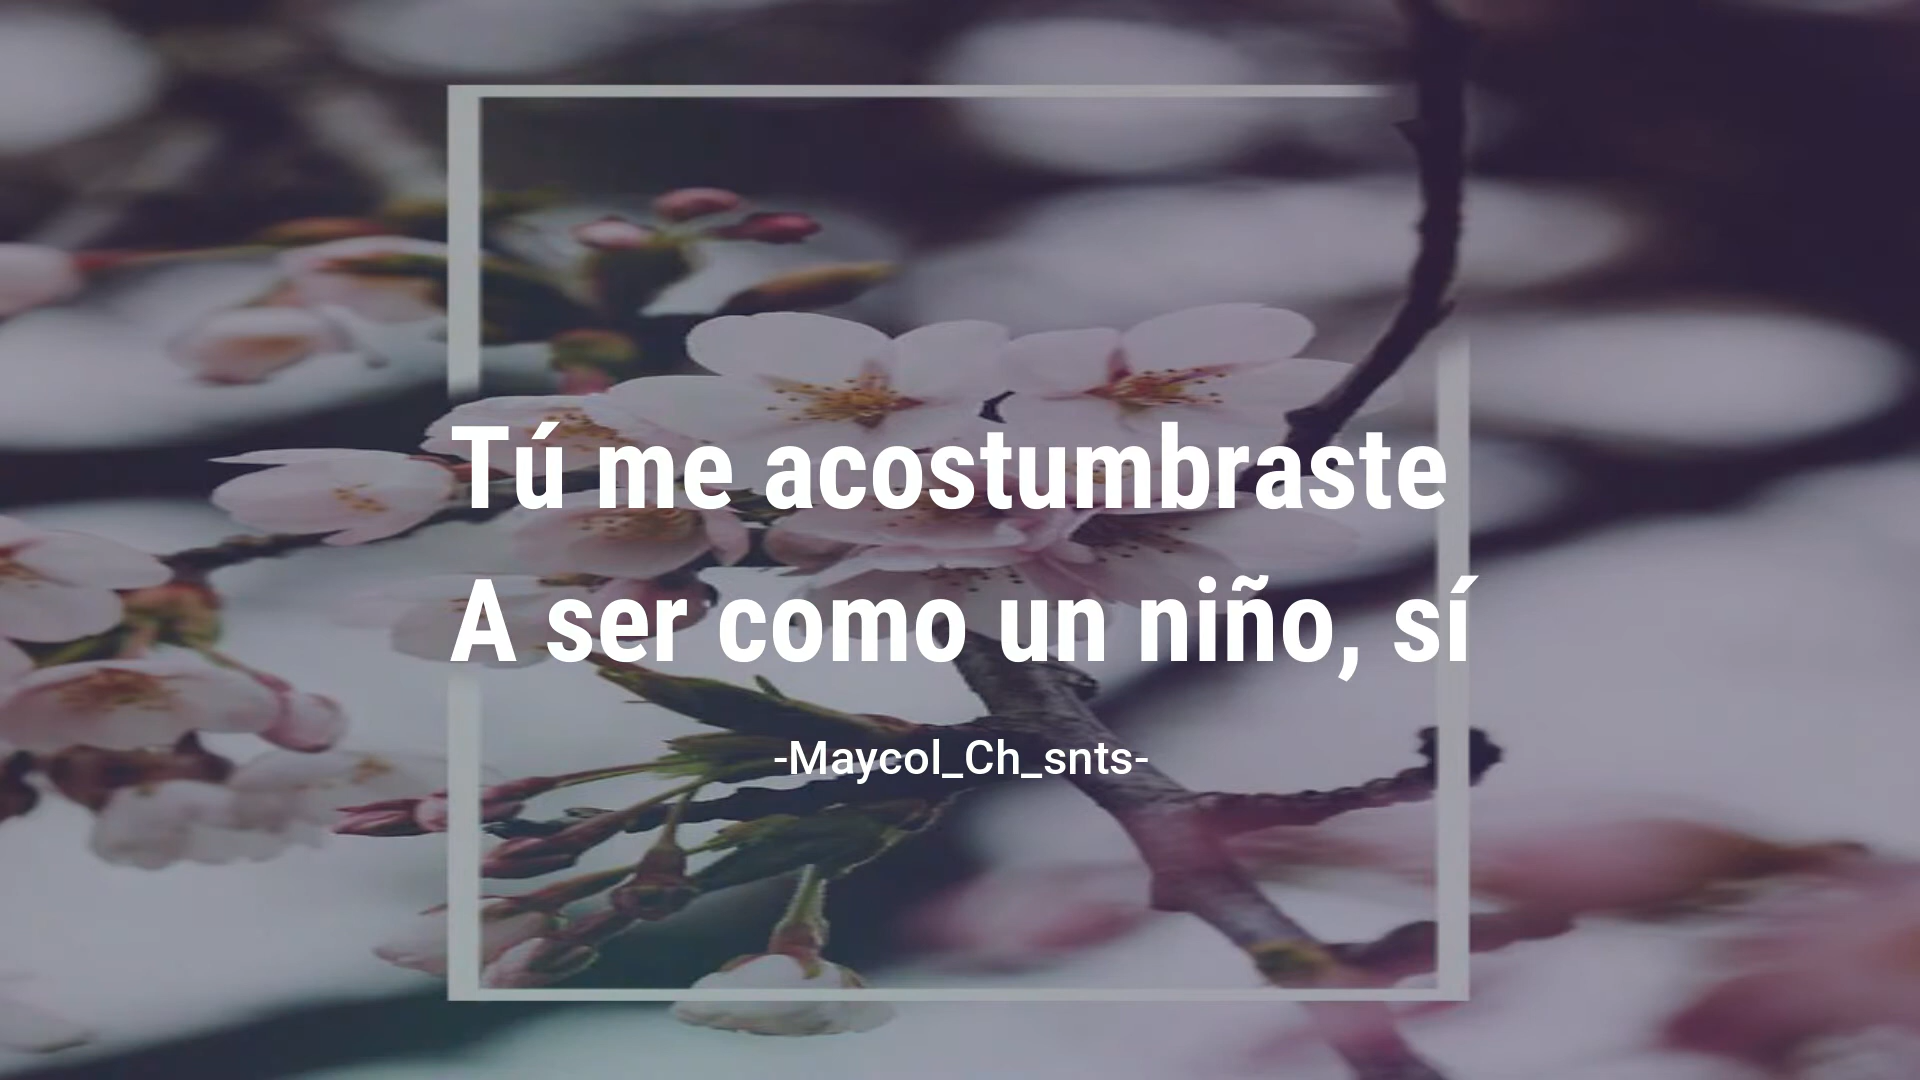 Tú me acostumbraste
A ser como un niño, sí
-Maycol_Ch_snts-